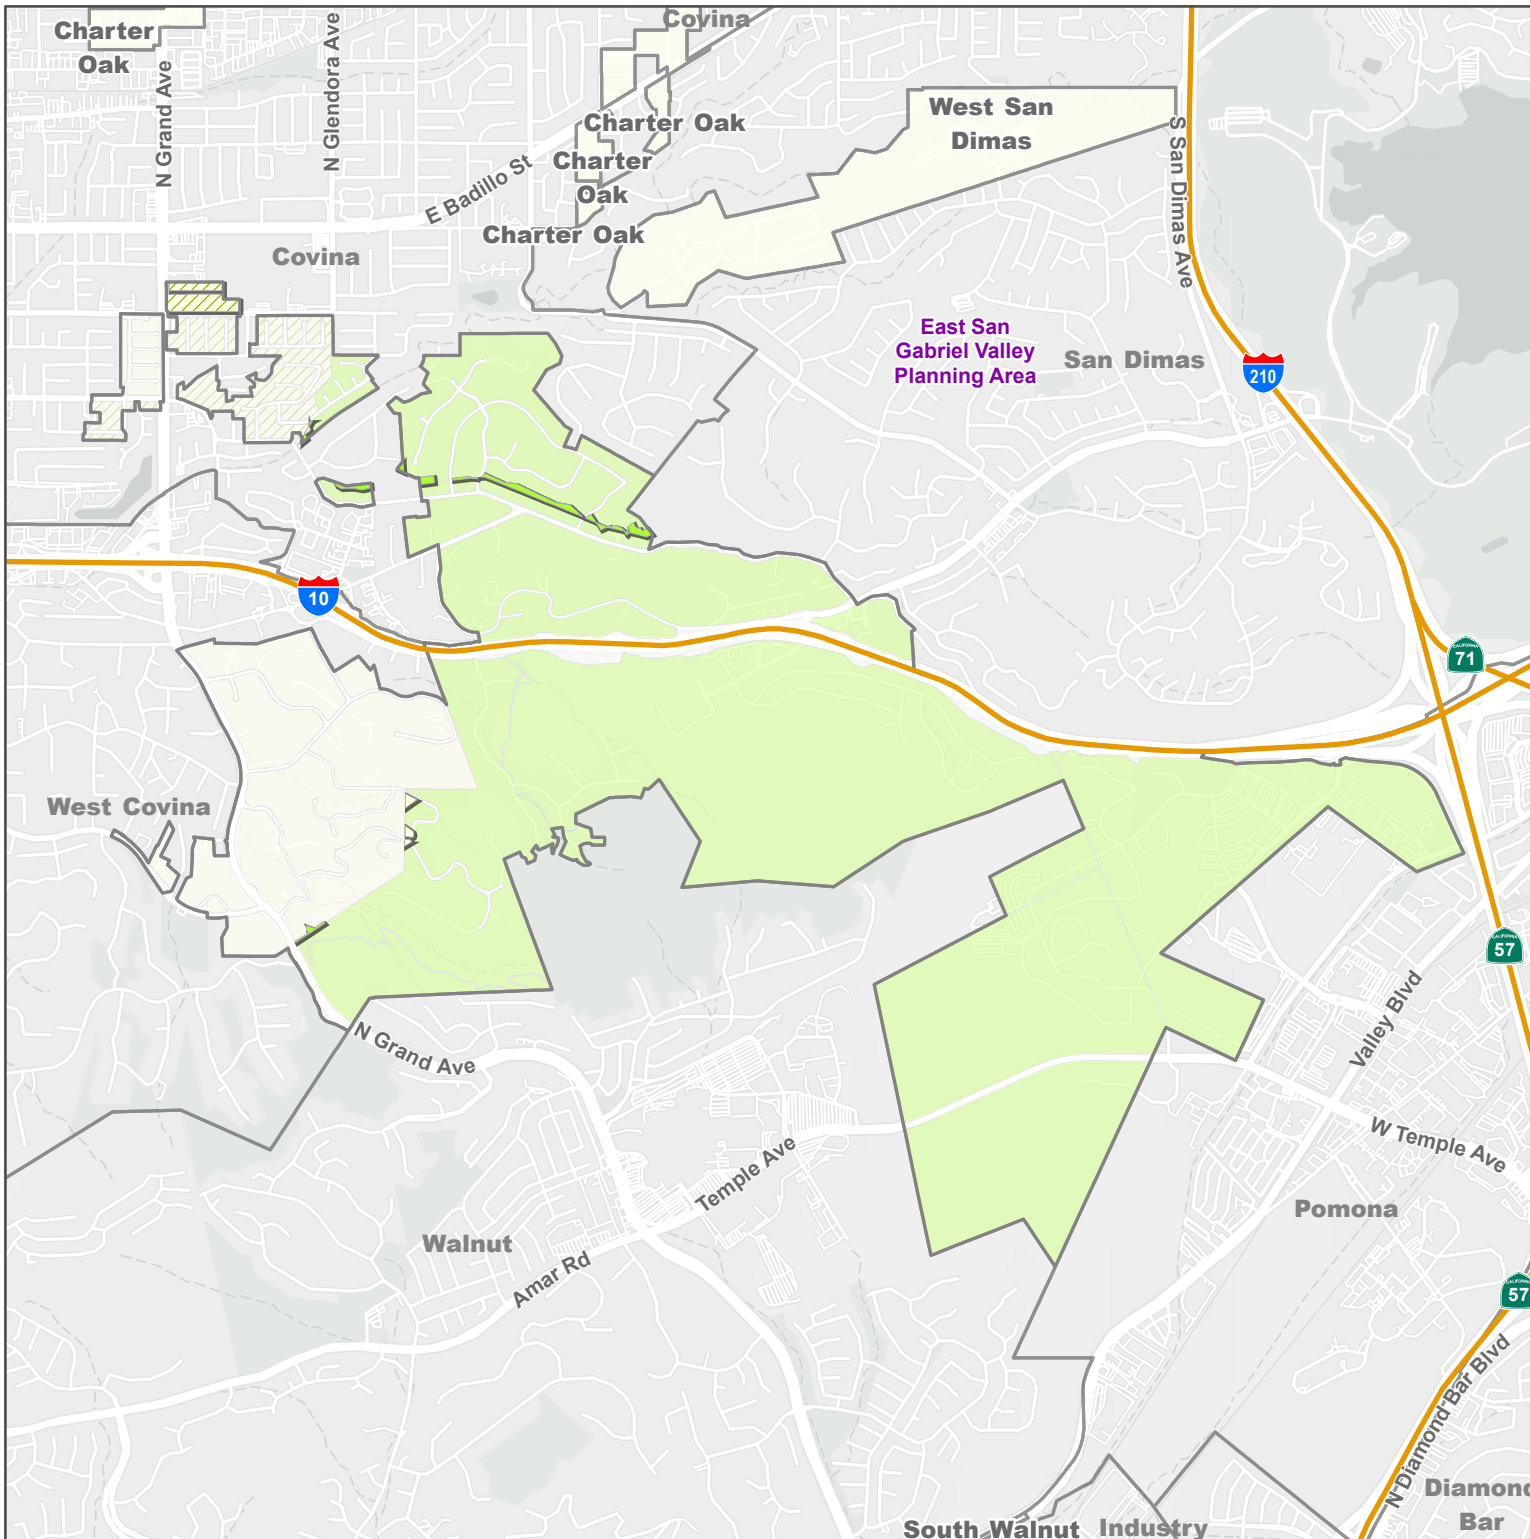 Covina
Charter
Oak
N Grand Ave
N Glendora Ave
Charter Oak
West San
Dimas
Charter
Oak
E Badillo St
S San Dimas Ave
Charter Oak
Covina
East San
Gabriel Valley
Planning Area
San Dimas
210
10
CALIFORNIA
71
West Covina
CALIFORNIA
57
Valley Blvd
N Grand Ave
W Temple Ave
Temple Ave
Pomona
Walnut
Amar Rd
CALIFORNIA
57
N Diamond Bar Blvd
Diamond
Bar
South Walnut
Industry